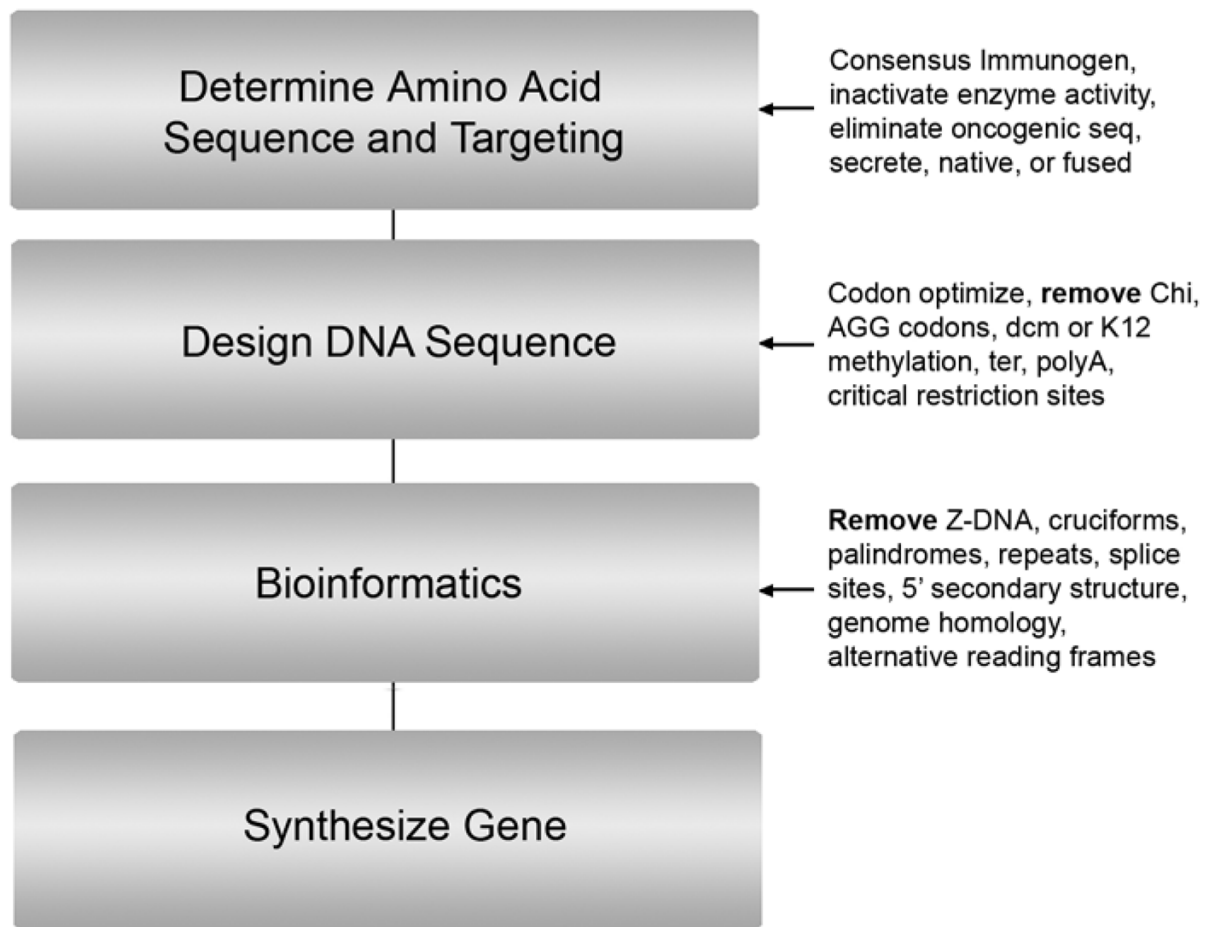 Determine Amino Acid
Sequence and Targeting
Consensus Immunogen,
inactivate enzyme activity,
eliminate oncogenic seq,
secrete, native, or fused
Design DNA Sequence
Codon optimize, remove Chi,
AGG codons, dcm or K12
methylation, ter, polyA,
critical restriction sites
Bioinformatics
Remove Z-DNA, cruciforms,
palindromes, repeats, splice
sites, 5’ secondary structure,
genome homology,
alternative reading frames
Synthesize Gene